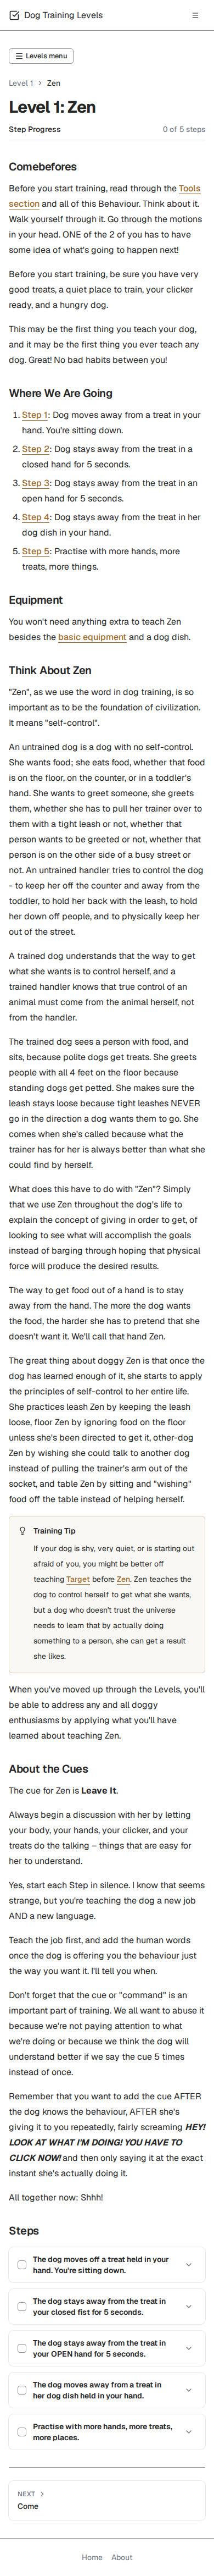 Dog Training Levels
Levels menu
Level 1 > Zen
Level 1: Zen
Step Progress 0 of 5 steps
Comebefores
Before you start training, read through the Tools
section and all of this Behaviour. Think about it.
Walk yourself through it. Go through the motions
in your head. ONE of the 2 of you has to have
some idea of what's going to happen next!
Before you start training, be sure you have very
good treats, a quiet place to train, your clicker
ready, and a hungry dog.
This may be the first thing you teach your dog,
and it may be the first thing you ever teach any
dog. Great! No bad habits between you!
Where We Are Going
1. Step 1: Dog moves away from a treat in your
hand. You're sitting down.
2. Step 2: Dog stays away from the treat in a
closed hand for 5 seconds.
3. Step 3: Dog stays away from the treat in an
open hand for 5 seconds.
4. Step 4: Dog stays away from the treat in her
dog dish in your hand.
5. Step 5: Practise with more hands, more
treats, more things.
Equipment
You won't need anything extra to teach Zen
besides the basic equipment and a dog dish.
Think About Zen
"Zen", as we use the word in dog training, is so
important as to be the foundation of civilization.
It means "self-control".
An untrained dog is a dog with no self-control.
She wants food; she eats food, whether that food
is on the floor, on the counter, or in a toddler's
hand. She wants to greet someone, she greets
them, whether she has to pull her trainer over to
them with a tight leash or not, whether that
person wants to be greeted or not, whether that
person is on the other side of a busy street or
not. An untrained handler tries to control the dog
- to keep her off the counter and away from the
toddler, to hold her back with the leash, to hold
her down off people, and to physically keep her
out of the street.
A trained dog understands that the way to get
what she wants is to control herself, and a
trained handler knows that true control of an
animal must come from the animal herself, not
from the handler.
The trained dog sees a person with food, and
sits, because polite dogs get treats. She greets
people with all 4 feet on the floor because
standing dogs get petted. She makes sure the
leash stays loose because tight leashes NEVER
go in the direction a dog wants them to go. She
comes when she's called because what the
trainer has for her is always better than what she
could find by herself.
What does this have to do with "Zen"? Simply
that we use Zen throughout the dog's life to
explain the concept of giving in order to get, of
looking to see what will accomplish the goals
instead of barging through hoping that physical
force will produce the desired results.
The way to get food out of a hand is to stay
away from the hand. The more the dog wants
the food, the harder she has to pretend that she
doesn't want it. We'll call that hand Zen.
The great thing about doggy Zen is that once the
dog has learned enough of it, she starts to apply
the principles of self-control to her entire life.
She practices leash Zen by keeping the leash
loose, floor Zen by ignoring food on the floor
unless she's been directed to get it, other-dog
Zen by wishing she could talk to another dog
instead of pulling the trainer's arm out of the
socket, and table Zen by sitting and "wishing"
food off the table instead of helping herself.
Training Tip
If your dog is shy, very quiet, or is starting out
afraid of you, you might be better off
teaching Target before Zen. Zen teaches the
dog to control herself to get what she wants,
but a dog who doesn't trust the universe
needs to learn that by actually doing
something to a person, she can get a result
she likes.
When you've moved up through the Levels, you'll
be able to address any and all doggy
enthusiasms by applying what you'll have
learned about teaching Zen.
About the Cues
The cue for Zen is Leave It.
Always begin a discussion with her by letting
your body, your hands, your clicker, and your
treats do the talking – things that are easy for
her to understand.
Yes, start each Step in silence. I know that seems
strange, but you're teaching the dog a new job
AND a new language.
Teach the job first, and add the human words
once the dog is offering you the behaviour just
the way you want it. I'll tell you when.
Don't forget that the cue or "command" is an
important part of training. We all want to abuse it
because we're not paying attention to what
we're doing or because we think the dog will
understand better if we say the cue 5 times
instead of once.
Remember that you want to add the cue AFTER
the dog knows the behaviour, AFTER she's
giving it to you repeatedly, fairly screaming HEY!
LOOK AT WHAT I'M DOING! YOU HAVE TO
CLICK NOW! and then only saying it at the exact
instant she's actually doing it.
All together now: Shhh!
Steps
The dog moves off a treat held in your
hand. You're sitting down.
The dog stays away from the treat in
your closed fist for 5 seconds.
The dog stays away from the treat in
your OPEN hand for 5 seconds.
The dog moves away from a treat in
her dog dish held in your hand.
Practise with more hands, more treats,
more places.
NEXT >
Come
Home About